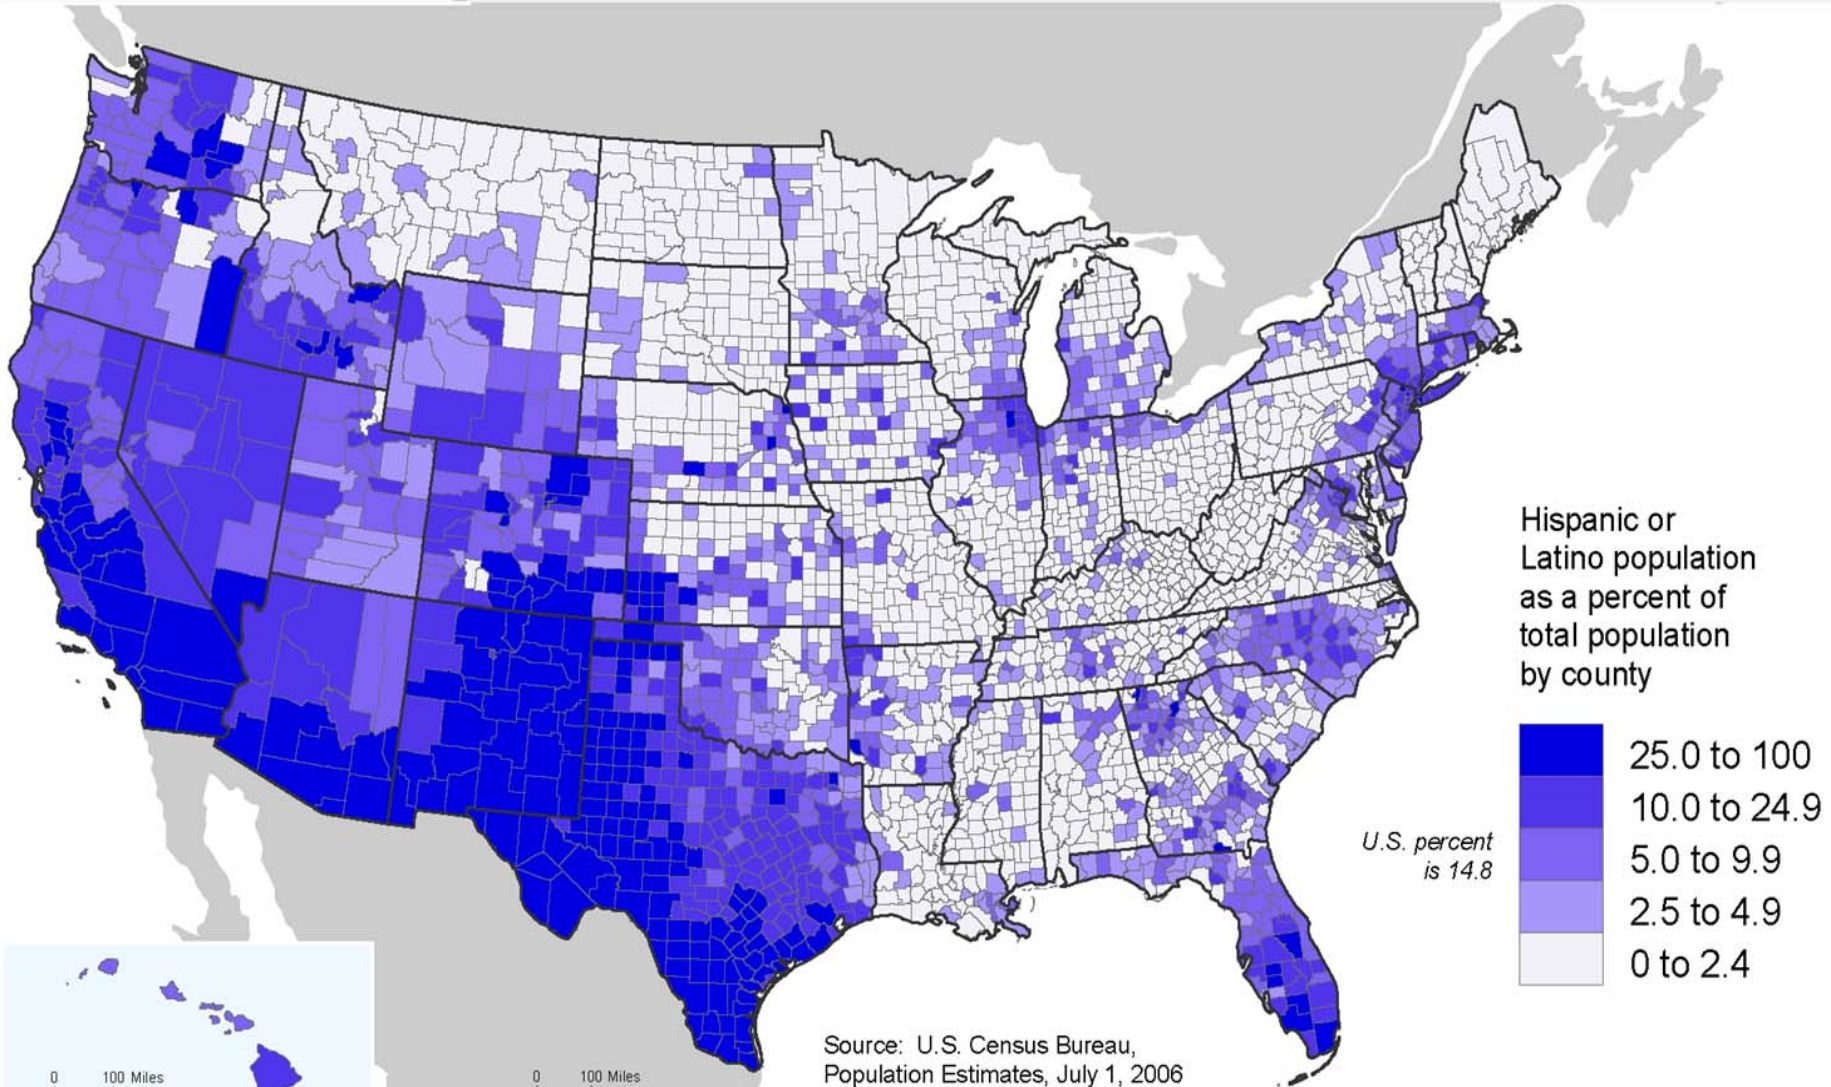 Hispanic or
Latino population
as a percent of
total population
by county
25.0 to 100
10.0 to 24.9
5.0 to 9.9
2.5 to 4.9
0 to 2.4
U.S. percent
is 14.8
Source: U.S. Census Bureau,
Population Estimates, July 1, 2006
0 100 Miles
0 100 Miles